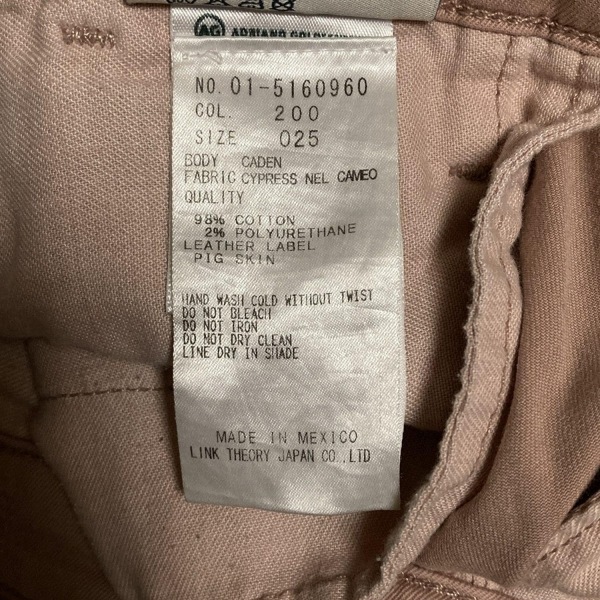 AG ADRIANO
NO. 01-5160960
COL. 200
SIZE 025
BODY CADEN
FABRIC CYPRESS NEL CAMEO
QUALITY
98% COTTON
2% POLYURETHANE
LEATHER LABEL
PIG SKIN
HAND WASH COLD WITHOUT TWIST
DO NOT BLEACH
DO NOT IRON
DO NOT DRY CLEAN
LINE DRY IN SHADE
MADE IN MEXICO
LINK THEORY JAPAN CO.,LTD